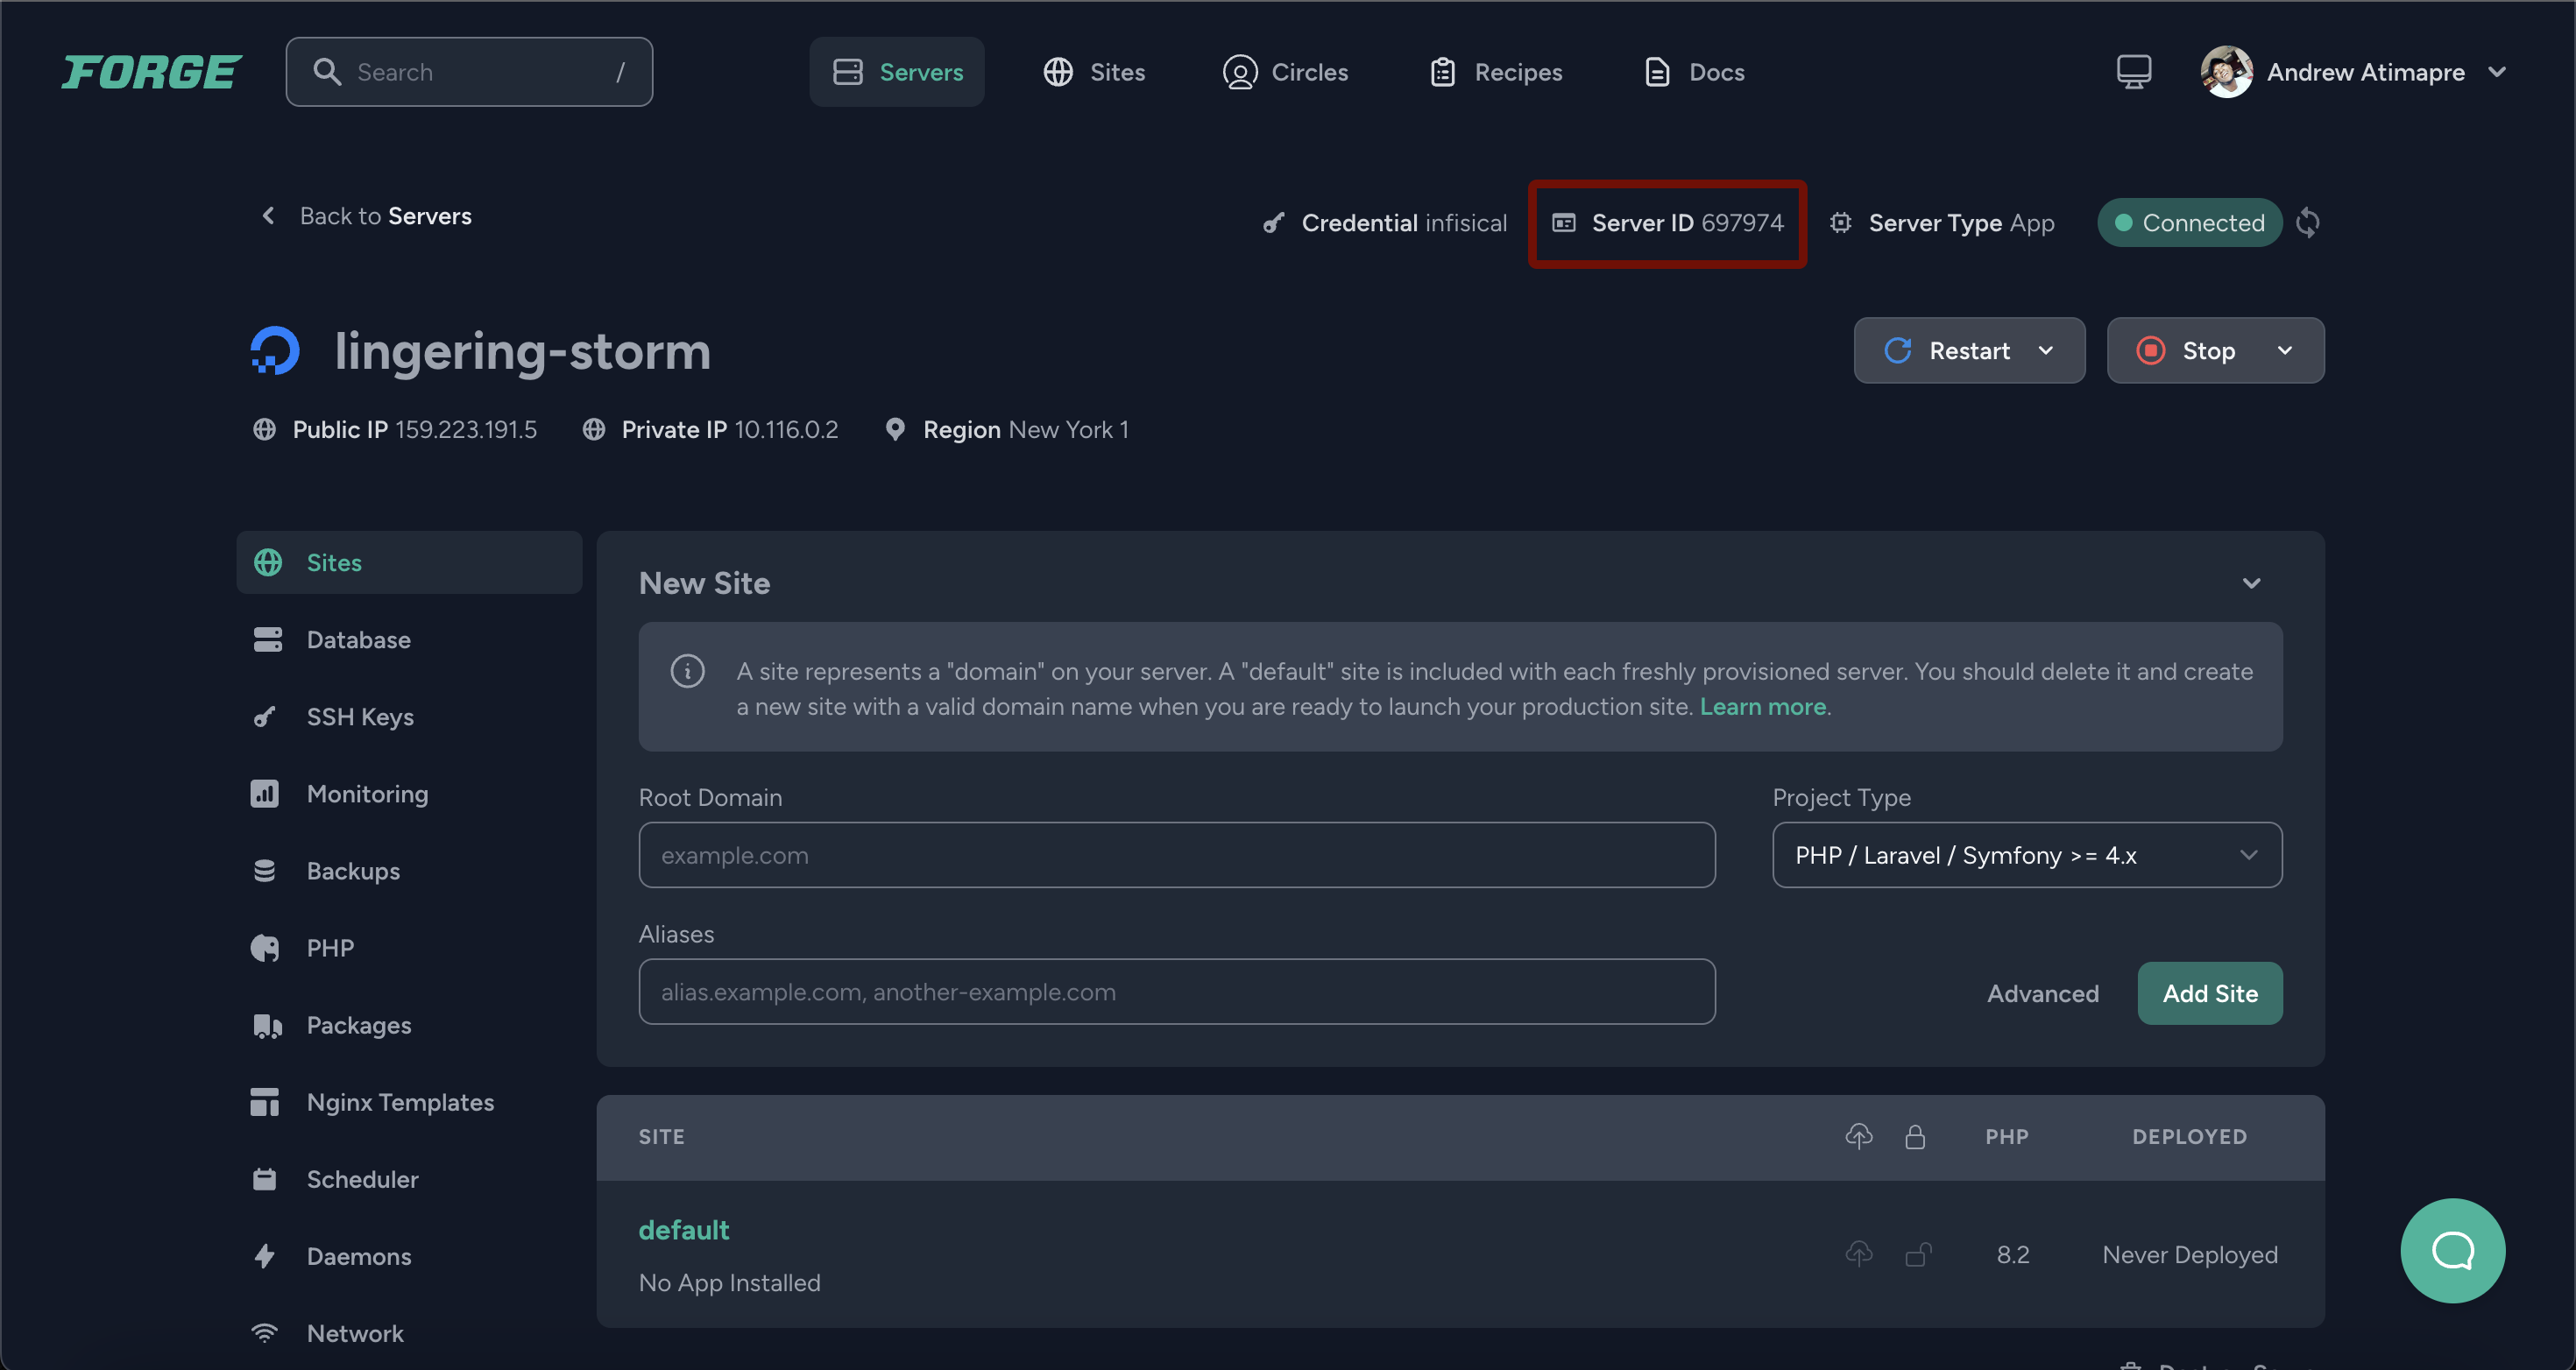 FORGE
Search /
Servers
Sites
Circles
Recipes
Docs
Andrew Atimapre
Back to Servers
Credential infisical
Server ID 697974
Server Type App
Connected
lingering-storm
Restart
Stop
Public IP 159.223.191.5
Private IP 10.116.0.2
Region New York 1
Sites
Database
SSH Keys
Monitoring
Backups
PHP
Packages
Nginx Templates
Scheduler
Daemons
Network
New Site
A site represents a "domain" on your server. A "default" site is included with each freshly provisioned server. You should delete it and create
a new site with a valid domain name when you are ready to launch your production site. Learn more.
Root Domain
example.com
Project Type
PHP / Laravel / Symfony >= 4.x
Aliases
alias.example.com, another-example.com
Advanced
Add Site
SITE
PHP
DEPLOYED
default
No App Installed
8.2
Never Deployed